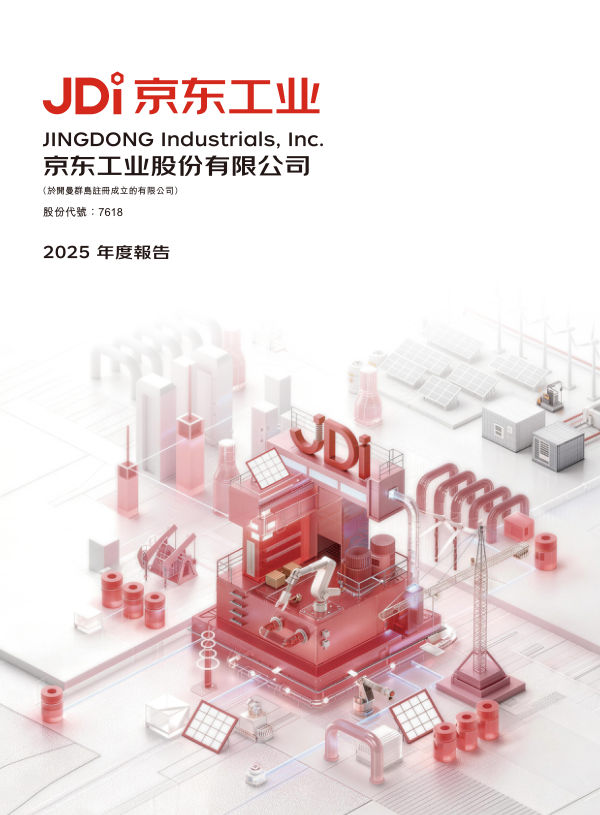 JDi 京东工业
JINGDONG Industrials, Inc.
京东工业股份有限公司
（於開曼群島註冊成立的有限公司）
股份代號：7618
2025 年度報告
JDi